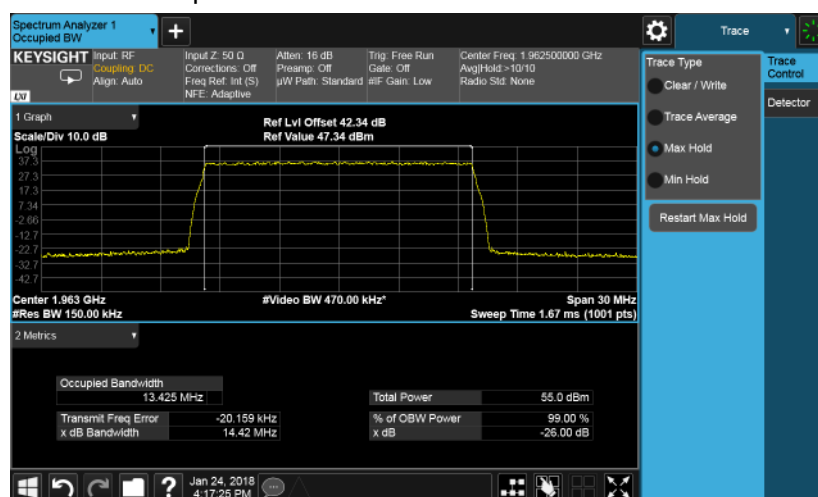 Spectrum Analyzer 1
Occupied BW
+
Trace
KEYSIGHT
LXI
Input: RF
Coupling: DC
Align: Auto
Input Z: 50 Ω
Corrections: Off
Freq Ref: Int (S)
NFE: Adaptive
Atten: 16 dB
Preamp: Off
µW Path: Standard
Trig: Free Run
Gate: Off
#IF Gain: Low
Center Freq: 1.962500000 GHz
Avg|Hold:>10/10
Radio Std: None
Trace Type
Clear / Write
Trace Average
Max Hold
Min Hold
Restart Max Hold
Trace
Control
Detector
1 Graph
Scale/Div 10.0 dB
Ref Lvl Offset 42.34 dB
Ref Value 47.34 dBm
Log
37.3
27.3
17.3
7.34
-2.66
-12.7
-22.7
-32.7
-42.7
Center 1.963 GHz
#Res BW 150.00 kHz
#Video BW 470.00 kHz*
Span 30 MHz
Sweep Time 1.67 ms (1001 pts)
2 Metrics
Occupied Bandwidth
13.425 MHz
Total Power 55.0 dBm
Transmit Freq Error -20.159 kHz
% of OBW Power 99.00 %
x dB Bandwidth 14.42 MHz
x dB -26.00 dB
?
Jan 24, 2018
4:17:25 PM